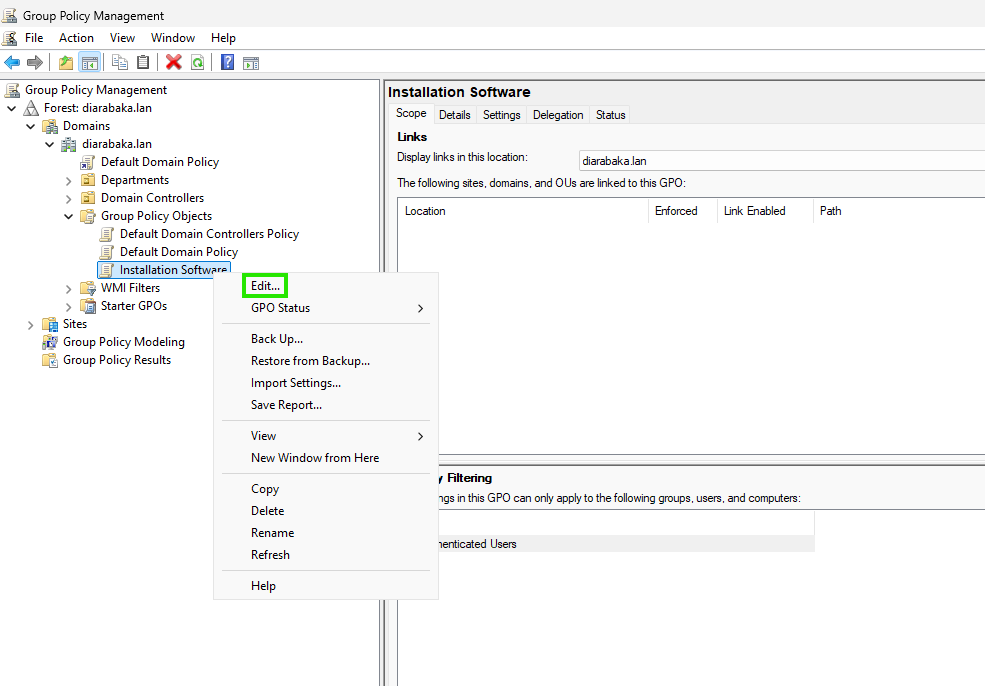 Group Policy Management
File Action View Window Help
Group Policy Management
Forest: diarabaka.lan
Domains
diarabaka.lan
Default Domain Policy
Departments
Domain Controllers
Group Policy Objects
Default Domain Controllers Policy
Default Domain Policy
Installation Software
WMI Filters
Starter GPOs
Sites
Group Policy Modeling
Group Policy Results
Edit...
GPO Status
Back Up...
Restore from Backup...
Import Settings...
Save Report...
View
New Window from Here
Copy
Delete
Rename
Refresh
Help
Installation Software
Scope Details Settings Delegation Status
Links
Display links in this location: diarabaka.lan
The following sites, domains, and OUs are linked to this GPO:
Location Enforced Link Enabled Path
y Filtering
ngs in this GPO can only apply to the following groups, users, and computers:
henticated Users